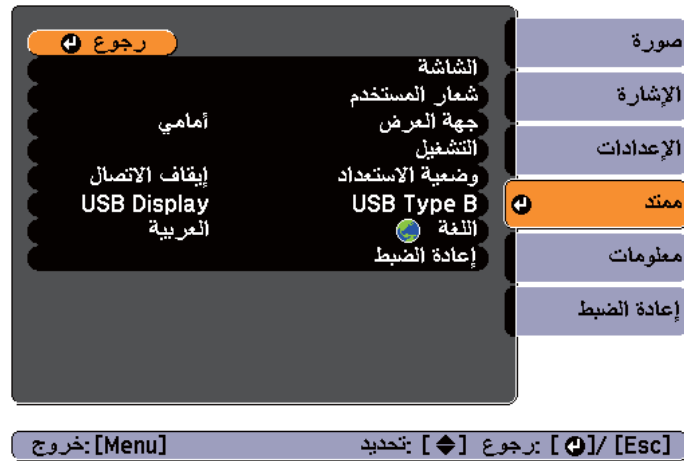 صورة
الإشارة
الإعدادات
ممتد
معلومات
إعادة الضبط
رجوع
الشاشة
شعار المستخدم
جهة العرض أمامي
التشغيل
وضعية الاستعداد إيقاف الاتصال
USB Type B USB Display
اللغة العربية
إعادة الضبط
[Esc] /[ ] :رجوع [ ] :تحديد [Menu] :خروج